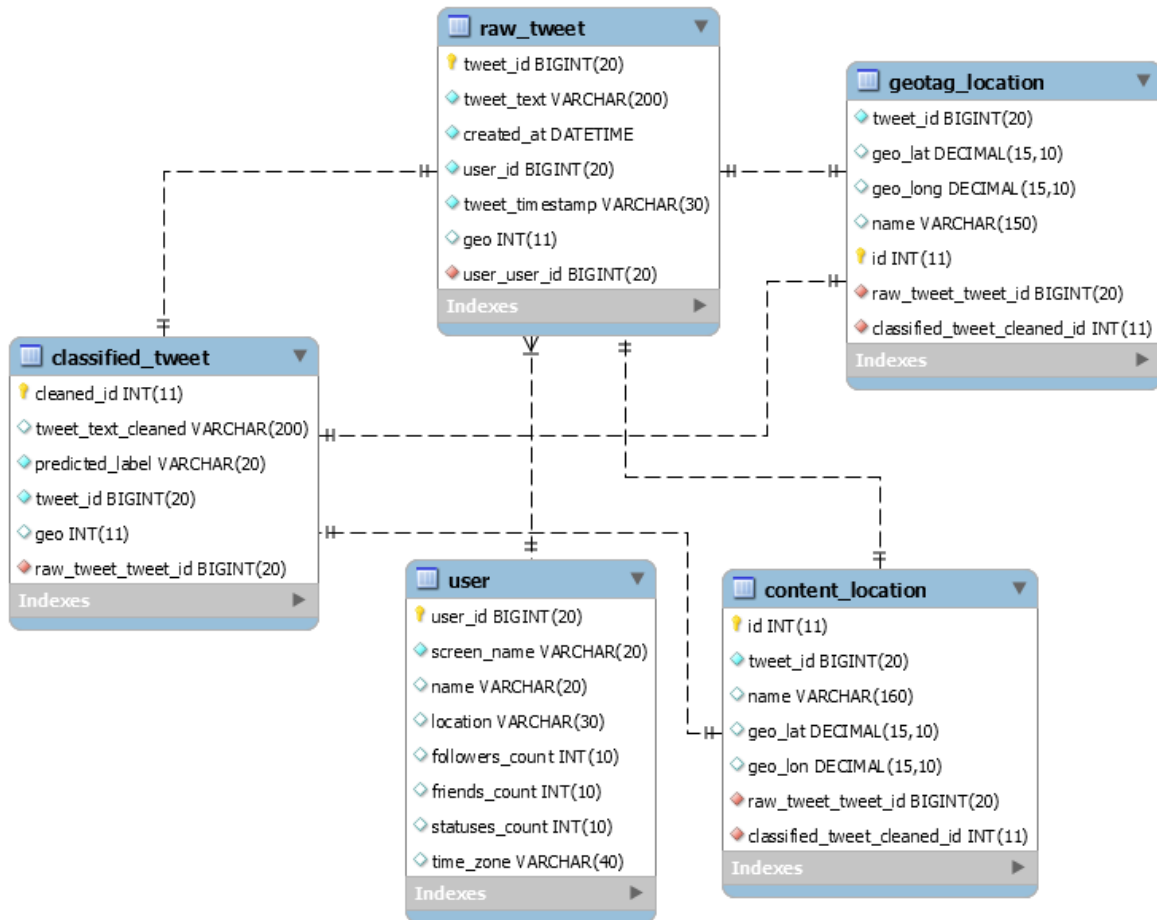 raw_tweet
tweet_id BIGINT(20)
tweet_text VARCHAR(200)
created_at DATETIME
user_id BIGINT(20)
tweet_timestamp VARCHAR(30)
geo INT(11)
user_user_id BIGINT(20)
Indexes
geotag_location
tweet_id BIGINT(20)
geo_lat DECIMAL(15,10)
geo_long DECIMAL(15,10)
name VARCHAR(150)
id INT(11)
raw_tweet_tweet_id BIGINT(20)
classified_tweet_cleaned_id INT(11)
Indexes
classified_tweet
cleaned_id INT(11)
tweet_text_cleaned VARCHAR(200)
predicted_label VARCHAR(20)
tweet_id BIGINT(20)
geo INT(11)
raw_tweet_tweet_id BIGINT(20)
Indexes
user
user_id BIGINT(20)
screen_name VARCHAR(20)
name VARCHAR(20)
location VARCHAR(30)
followers_count INT(10)
friends_count INT(10)
statuses_count INT(10)
time_zone VARCHAR(40)
Indexes
content_location
id INT(11)
tweet_id BIGINT(20)
name VARCHAR(160)
geo_lat DECIMAL(15,10)
geo_lon DECIMAL(15,10)
raw_tweet_tweet_id BIGINT(20)
classified_tweet_cleaned_id INT(11)
Indexes